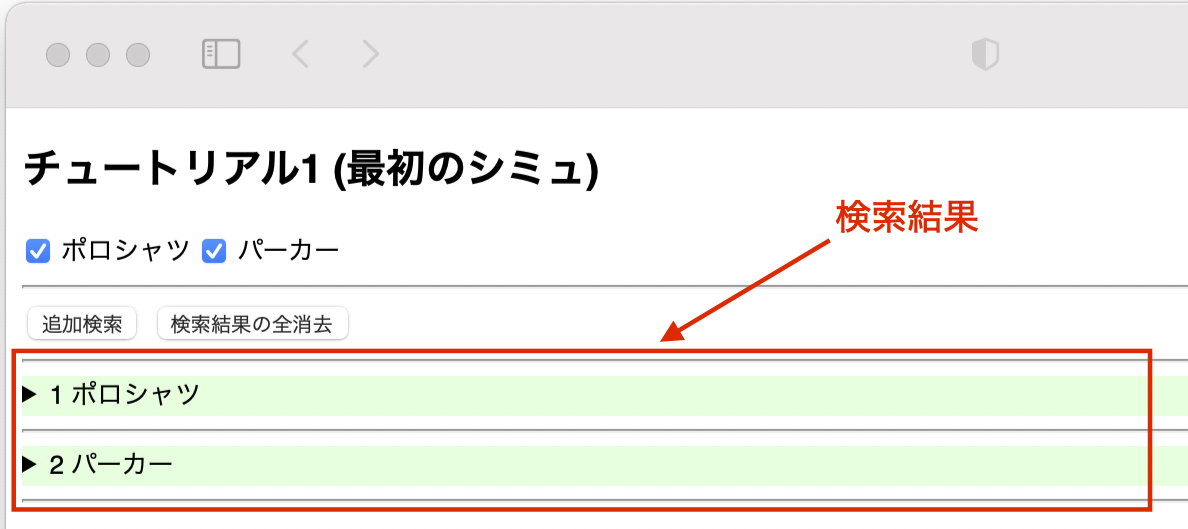 チュートリアル1 (最初のシミュ)
検索結果
ポロシャツ パーカー
追加検索 検索結果の全消去
1 ポロシャツ
2 パーカー